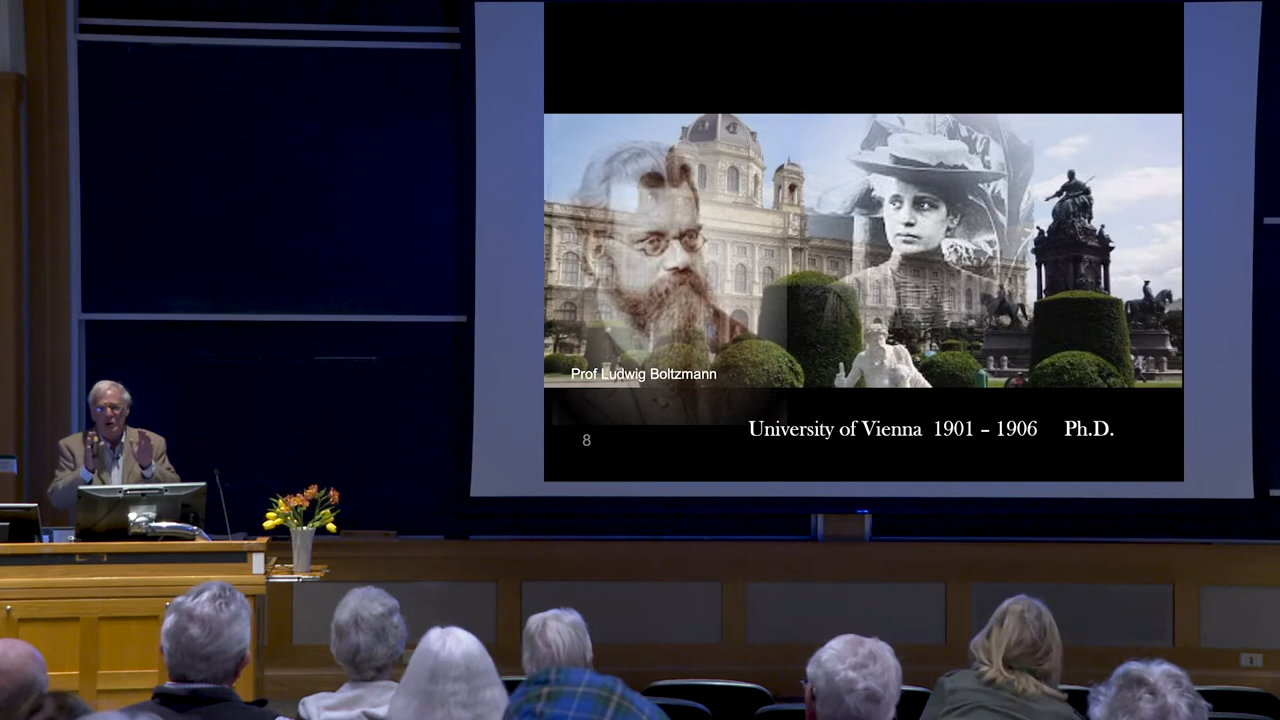 Prof Ludwig Boltzmann
University of Vienna 1901 – 1906 Ph.D.
8